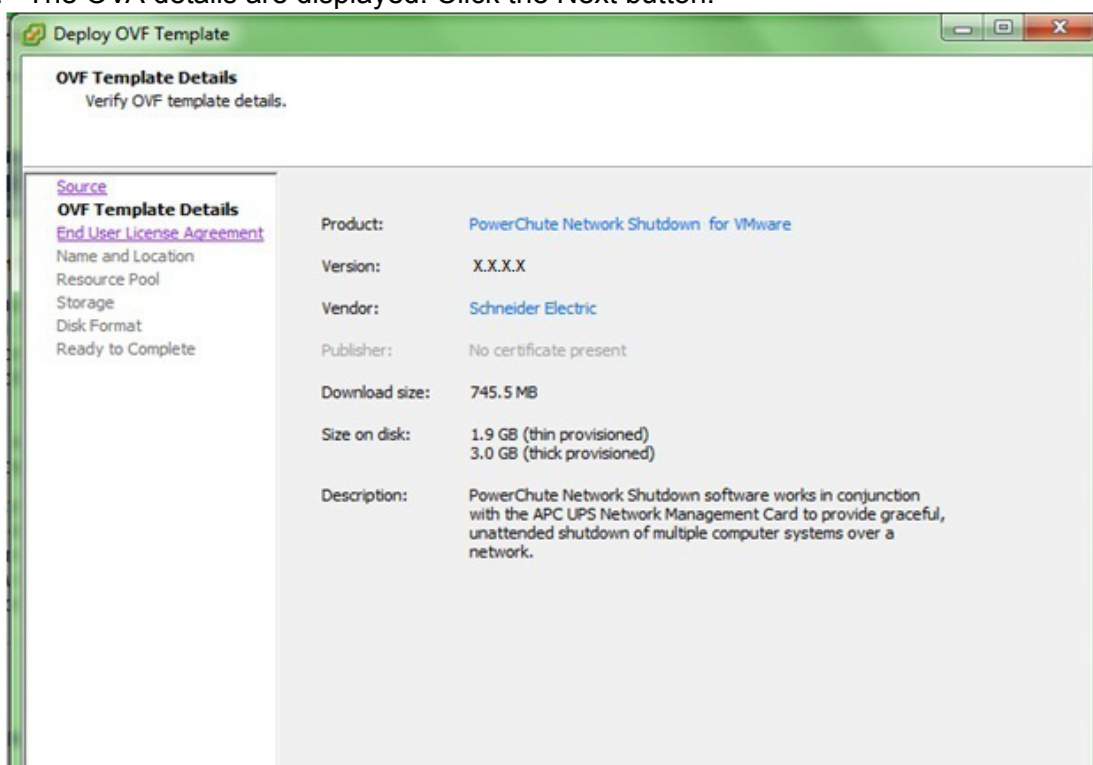 The OVA details are displayed. Click the Next button.
Deploy OVF Template
OVF Template Details
Verify OVF template details.
Source
OVF Template Details
End User License Agreement
Name and Location
Resource Pool
Storage
Disk Format
Ready to Complete
Product: PowerChute Network Shutdown for VMware
Version: X.X.X.X
Vendor: Schneider Electric
Publisher: No certificate present
Download size: 745.5 MB
Size on disk: 1.9 GB (thin provisioned)
3.0 GB (thick provisioned)
Description: PowerChute Network Shutdown software works in conjunction
with the APC UPS Network Management Card to provide graceful,
unattended shutdown of multiple computer systems over a
network.